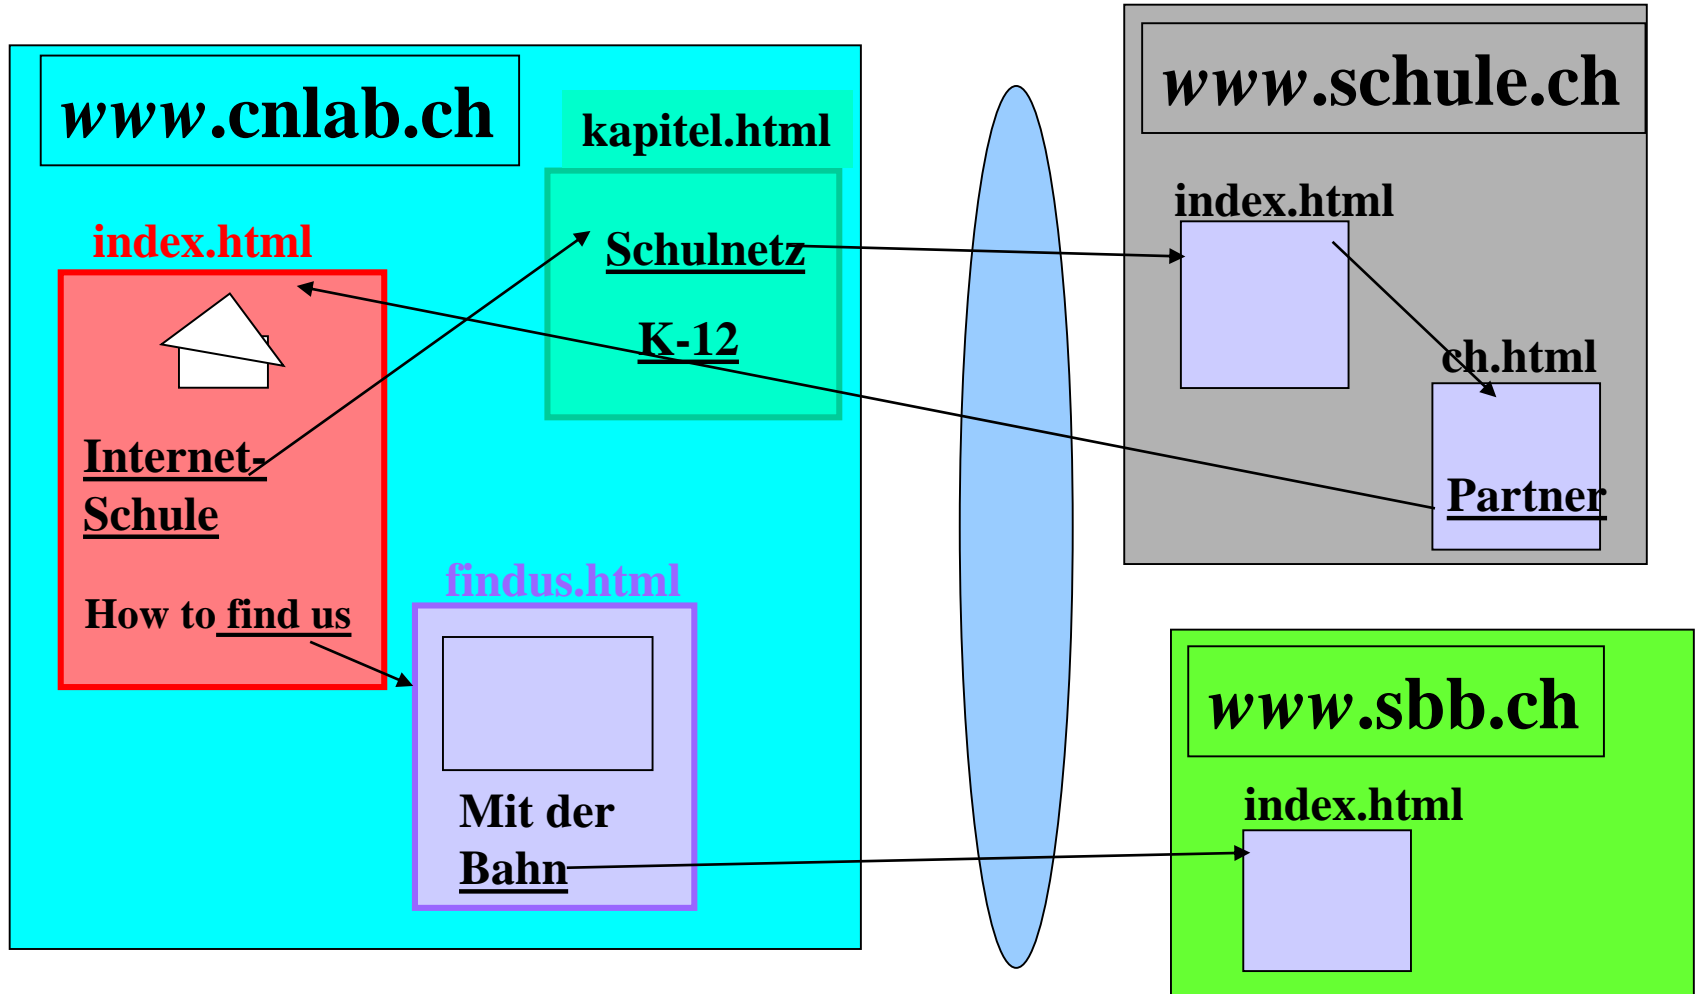 www.cnlab.ch
kapitel.html
Schulnetz
K-12
index.html
Internet-
Schule
How to find us
findus.html
Mit der
Bahn
www.schule.ch
index.html
ch.html
Partner
www.sbb.ch
index.html